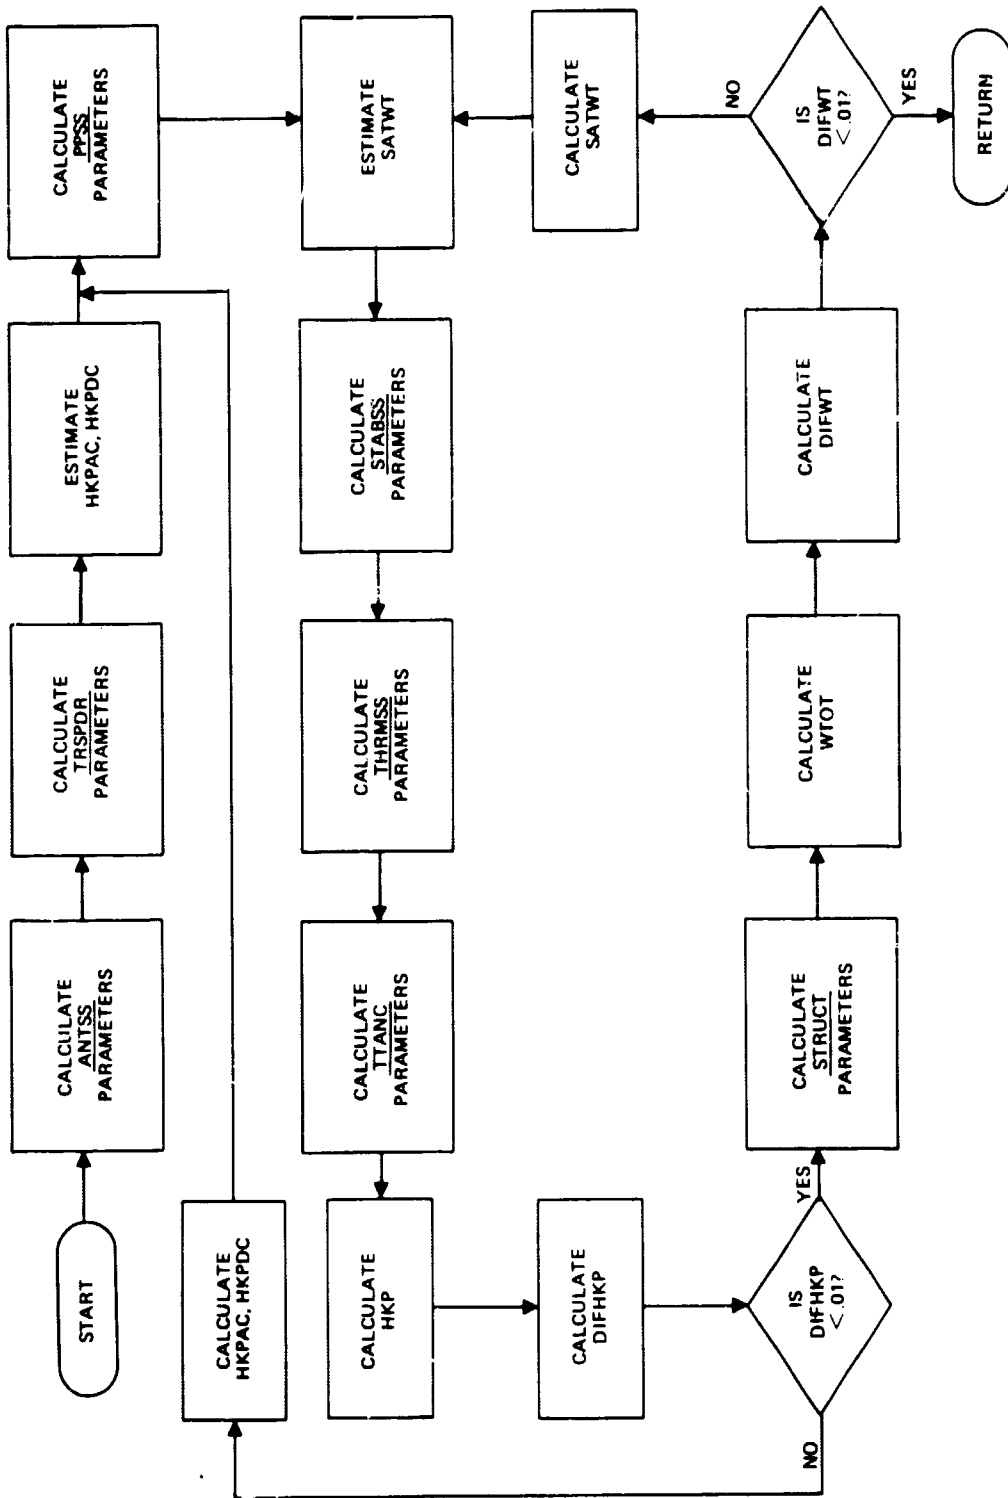 START
CALCULATE
ANTSS
PARAMETERS
CALCULATE
TRSPDR
PARAMETERS
ESTIMATE
HKPAC, HKPDC
CALCULATE
PPSS
PARAMETERS
CALCULATE
HKPAC, HKPDC
ESTIMATE
SATWT
CALCULATE
STABSS
PARAMETERS
CALCULATE
THRMSS
PARAMETERS
CALCULATE
TTANC
PARAMETERS
CALCULATE
HKP
CALCULATE
DIFHKP
CALCULATE
SATWT
IS
DIFHKP
<.01?
NO
YES
CALCULATE
STRUCT
PARAMETERS
CALCULATE
WTOT
CALCULATE
DIFWT
IS
DIFWT
<.01?
NO
YES
RETURN